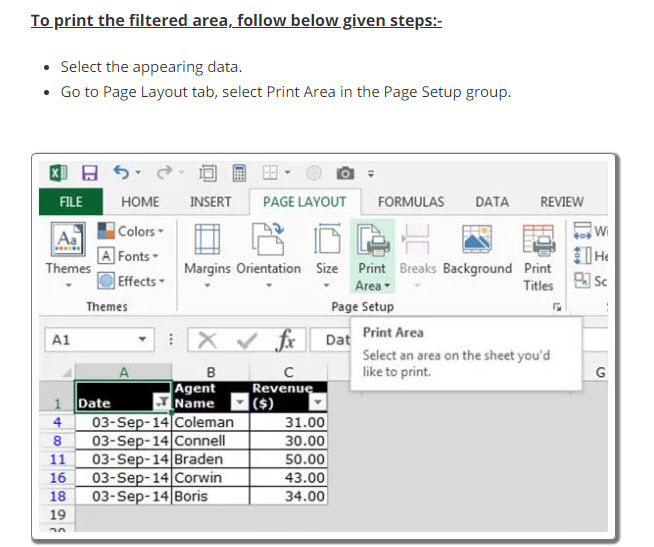 To print the filtered area, follow below given steps:-
• Select the appearing data.
• Go to Page Layout tab, select Print Area in the Page Setup group.
FILE HOME INSERT PAGE LAYOUT FORMULAS DATA REVIEW
Aa
Themes
Colors
A Fonts
Effects
Margins Orientation Size Print Area Breaks Background Print Titles
Wi
He
Sc
Themes Page Setup
A1 fx Dat
Print Area
Select an area on the sheet you'd
like to print.
A B C G
1 Date Agent Name Revenue ($)
4 03-Sep-14 Coleman 31.00
8 03-Sep-14 Connell 30.00
11 03-Sep-14 Braden 50.00
16 03-Sep-14 Corwin 43.00
18 03-Sep-14 Boris 34.00
19